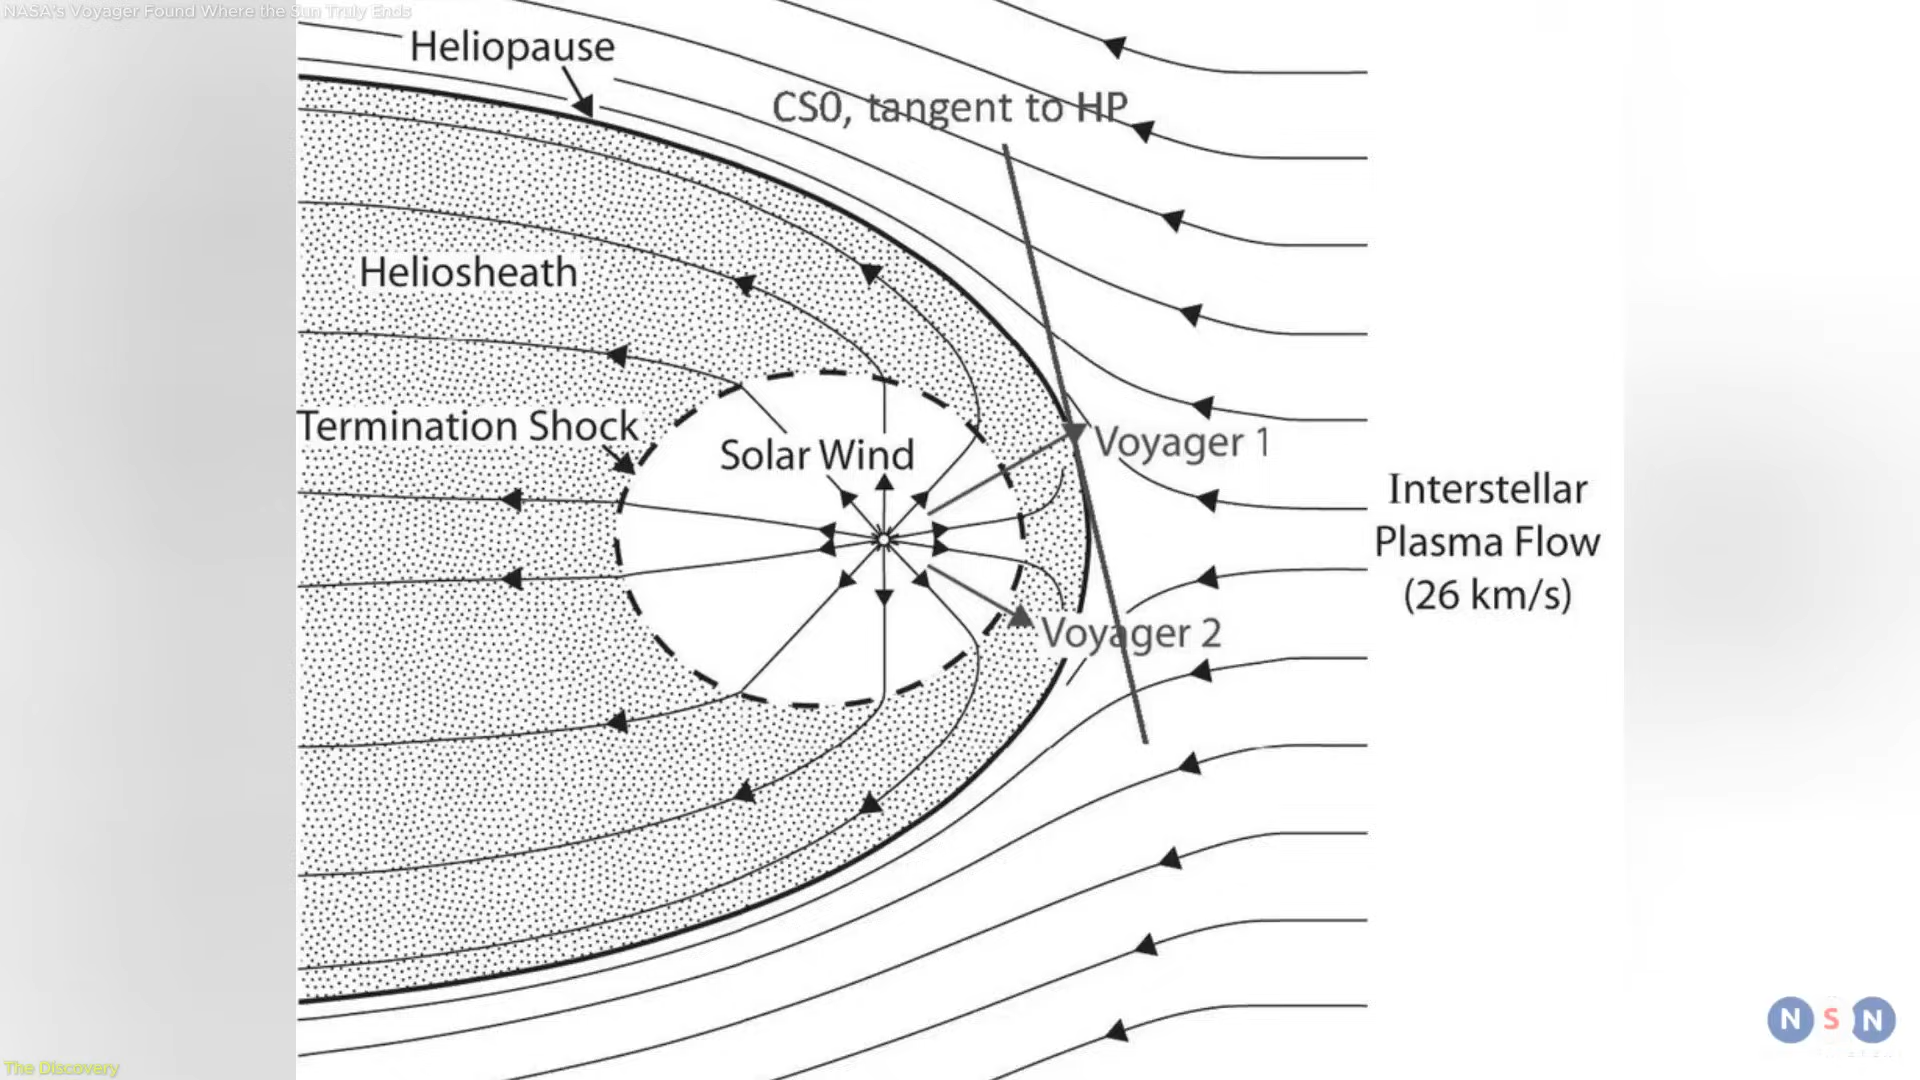 NASA's Voyager Found Where the Sun Truly Ends
Heliopause
CS0, tangent to HP
Heliosheath
Termination Shock
Solar Wind
Voyager 1
Interstellar
Plasma Flow
(26 km/s)
Voyager 2
N S N
The Discovery